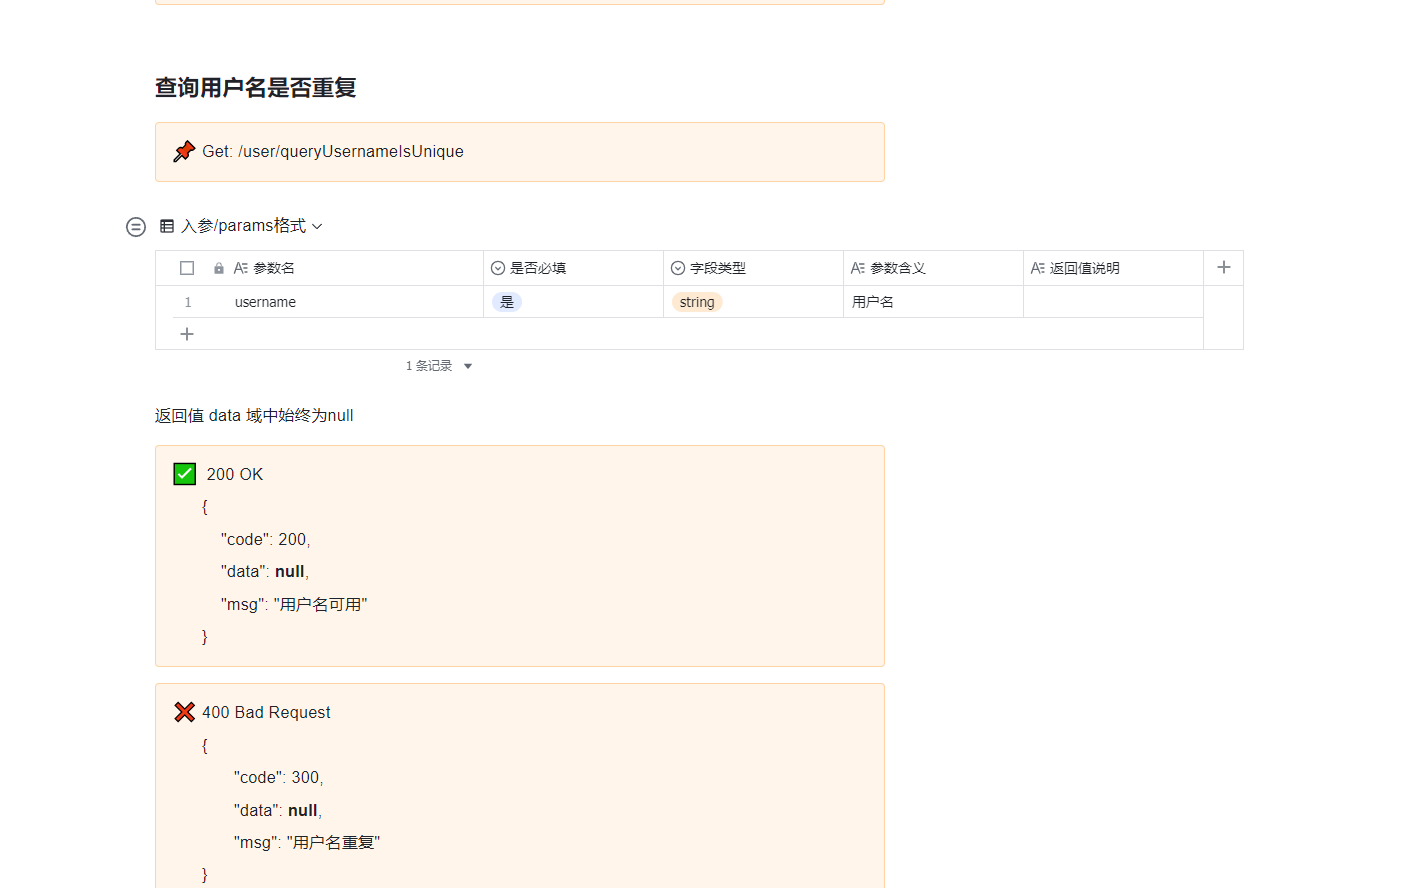 查询用户名是否重复
Get: /user/queryUsernameIsUnique
入参/params格式
参数名 是否必填 字段类型 参数含义 返回值说明
1 username 是 string 用户名
1 条记录
返回值 data 域中始终为null
200 OK
{
"code": 200,
"data": null,
"msg": "用户名可用"
}
400 Bad Request
{
"code": 300,
"data": null,
"msg": "用户名重复"
}